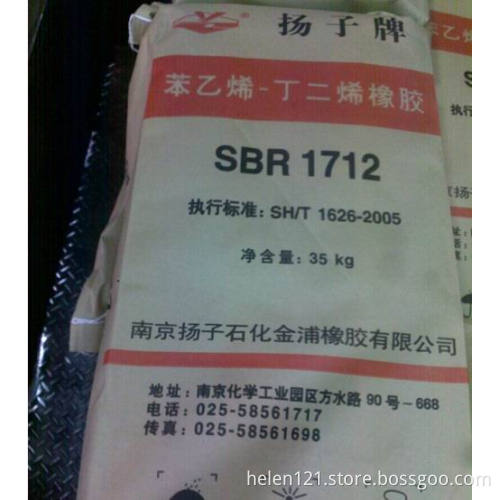 扬子牌
苯乙烯-丁二烯橡胶
SBR 1712
执行标准: SH/T 1626-2005
净含量: 35 kg
南京扬子石化金浦橡胶有限公司
地址: 南京化学工业园区方水路 90 号-668
电话: 025-58561717
传真: 025-58561698
helen121.store.bossgoo.com